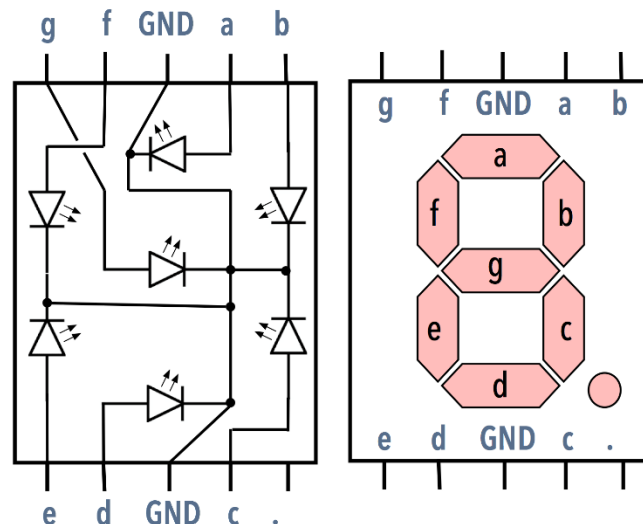 g f GND a b
g f GND a b
a
f b
g
e c
d
e d GND c .
e d GND c .